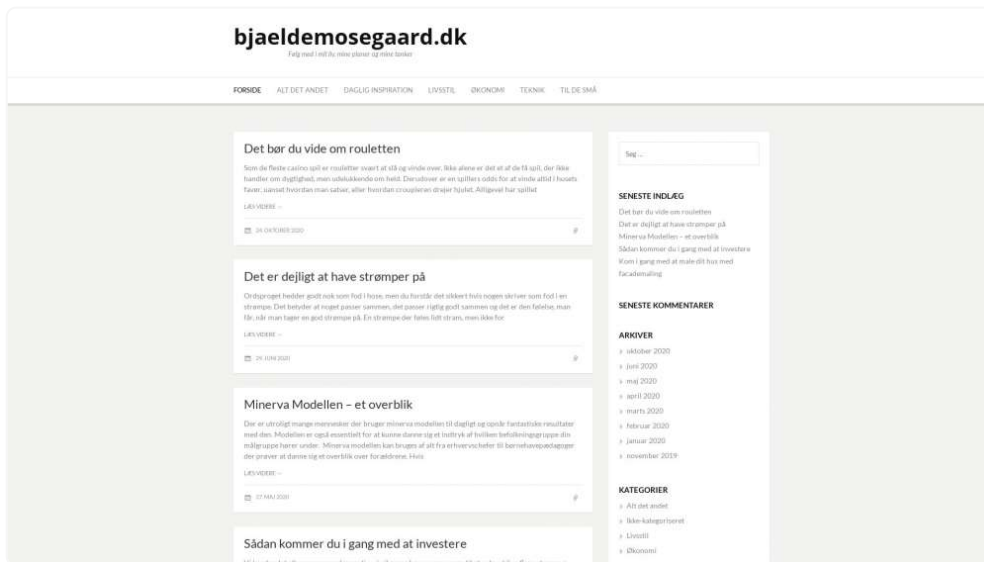 bjaeldemosegaard.dk
Følg med i mit liv, mine planer og mine tanker
FORSIDE
ALT DET ANDET
DAGLIG INSPIRATION
LIVSSTIL
ØKONOMI
TEKNIK
TIL DE SMÅ
Det bør du vide om rouletten
Som de fleste casino spil er rouletter svært at slå og vinde over. Ikke alene er det et af de få spil, der ikke
handler om dygtighed, men udelukkende om held. Derudover er en spillers odds for at vinde altid i husets
favør, uanset hvordan man satser, eller hvordan croupieren drejer hjulet. Alligevel har spillet
LÆS VIDERE →
26 OKTOBER 2020
#
Det er dejligt at have strømper på
Ordsproget hedder godt nok som fod i hose, men du forstår det sikkert hvis nogen skriver som fod i en
strømpe. Det betyder at noget passer sammen, det passer rigtig godt sammen og det er den følelse, man
får, når man tager en god strømpe på. En strømpe der føles lidt stram, men ikke for
LÆS VIDERE →
JUNI 2020
#
Minerva Modellen – et overblik
Der er utroligt mange mennesker der bruger minerva modellen til dagligt og opnår fantastiske resultater
med den. Modellen er også essentielt for at kunne danne sig et indtryk af hvilken befolkningsgruppe din
målgruppe hører under. Minerva modellen kan bruges af alt fra erhvervschefer til børnehavepædagoger
der prøver at danne sig et overblik over forældrene. Hvis
LÆS VIDERE →
17 MAJ 2020
#
Sådan kommer du i gang med at investere
Søg …
SENESTE INDLÆG
Det bør du vide om rouletten
Det er dejligt at have strømper på
Minerva Modellen – et overblik
Sådan kommer du i gang med at investere
Kom i gang med at male dit hus med
facademaling
SENESTE KOMMENTARER
ARKIVER
oktober 2020
juni 2020
maj 2020
april 2020
marts 2020
februar 2020
januar 2020
november 2019
KATEGORIER
Alt det andet
Ikke-kategoriseret
Livsstil
Økonomi